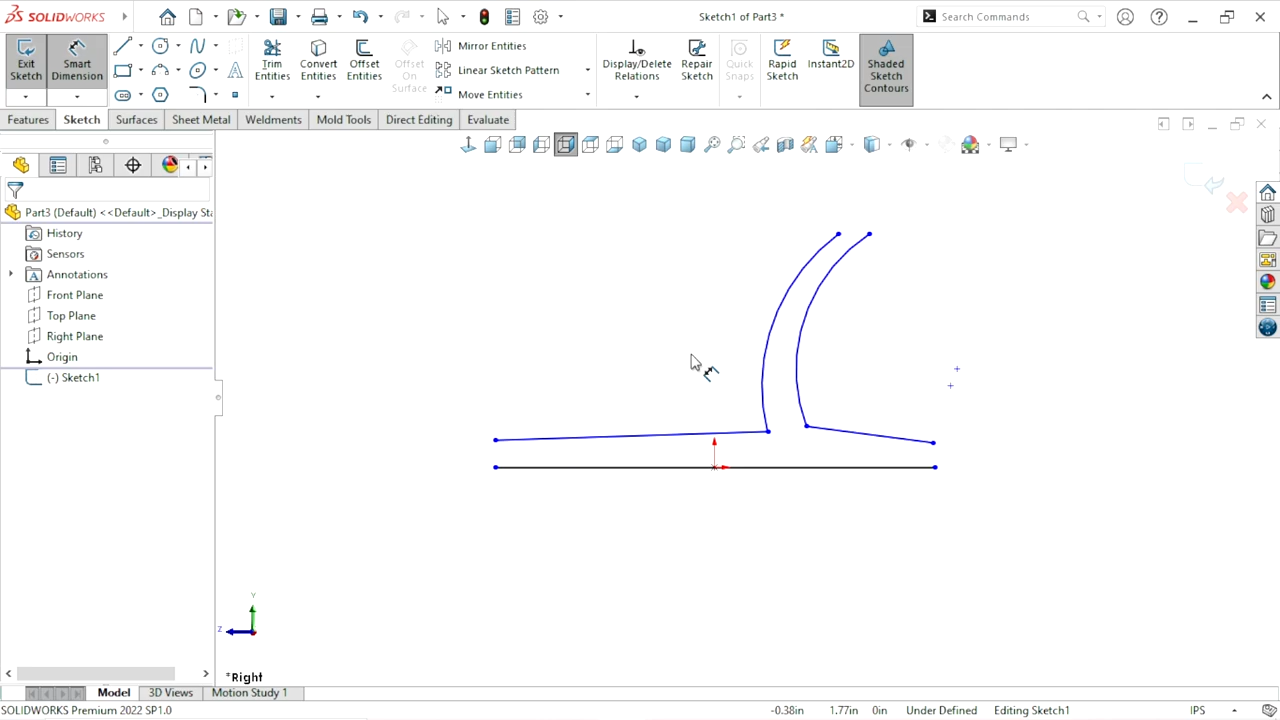 SOLIDWORKS
Sketch1 of Part3 *
Search Commands
Exit Sketch
Smart Dimension
Trim Entities
Convert Entities
Offset Entities
Offset On Surface
Mirror Entities
Linear Sketch Pattern
Move Entities
Display/Delete Relations
Repair Sketch
Quick Snaps
Rapid Sketch
Instant2D
Shaded Sketch Contours
Features
Sketch
Surfaces
Sheet Metal
Weldments
Mold Tools
Direct Editing
Evaluate
Part3 (Default) <<Default>_Display Sta
History
Sensors
Annotations
Front Plane
Top Plane
Right Plane
Origin
(-) Sketch1
Y
Z
*Right
Model
3D Views
Motion Study 1
SOLIDWORKS Premium 2022 SP1.0
-0.38in
1.77in
0in
Under Defined
Editing Sketch1
IPS